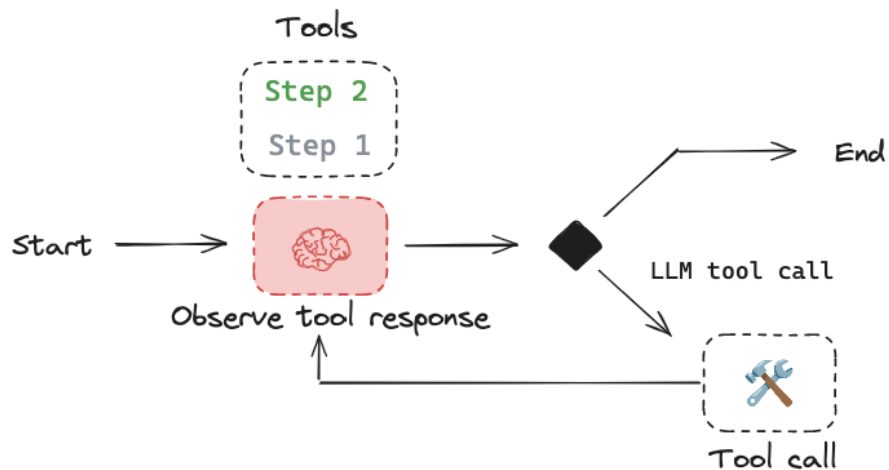 Tools
Step 2
Step 1
End
Start
LLM tool call
Observe tool response
Tool call